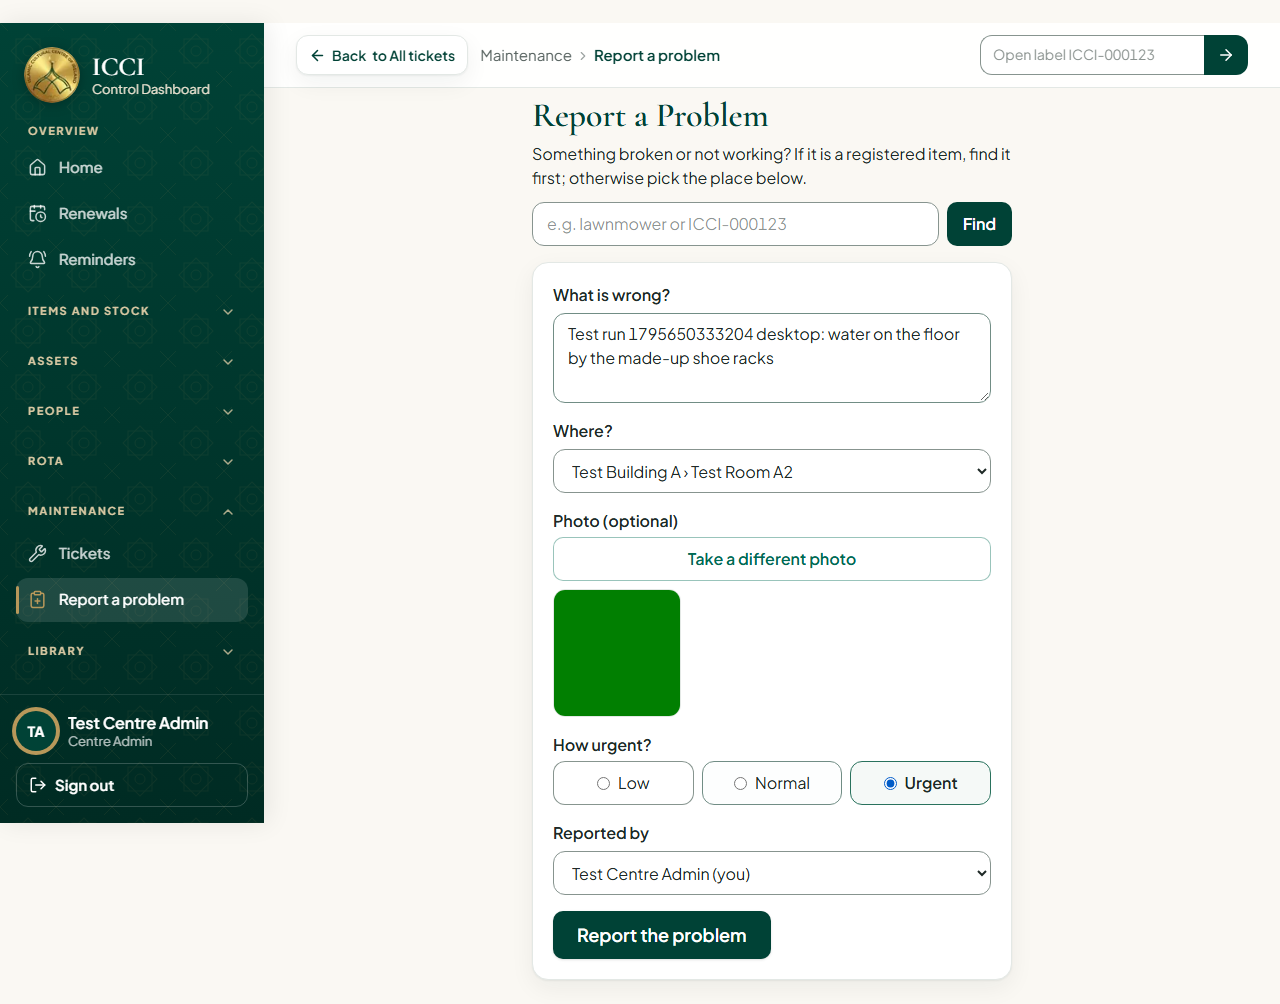 ICCI
Control Dashboard
OVERVIEW
Home
Renewals
Reminders
ITEMS AND STOCK
ASSETS
PEOPLE
ROTA
MAINTENANCE
Tickets
Report a problem
LIBRARY
TA
Test Centre Admin
Centre Admin
Sign out
Back to All tickets
Maintenance › Report a problem
Open label ICCI-000123
Report a Problem
Something broken or not working? If it is a registered item, find it
first; otherwise pick the place below.
e.g. lawnmower or ICCI-000123
Find
What is wrong?
Test run 1795650333204 desktop: water on the floor
by the made-up shoe racks
Where?
Test Building A › Test Room A2
Photo (optional)
Take a different photo
How urgent?
Low
Normal
Urgent
Reported by
Test Centre Admin (you)
Report the problem